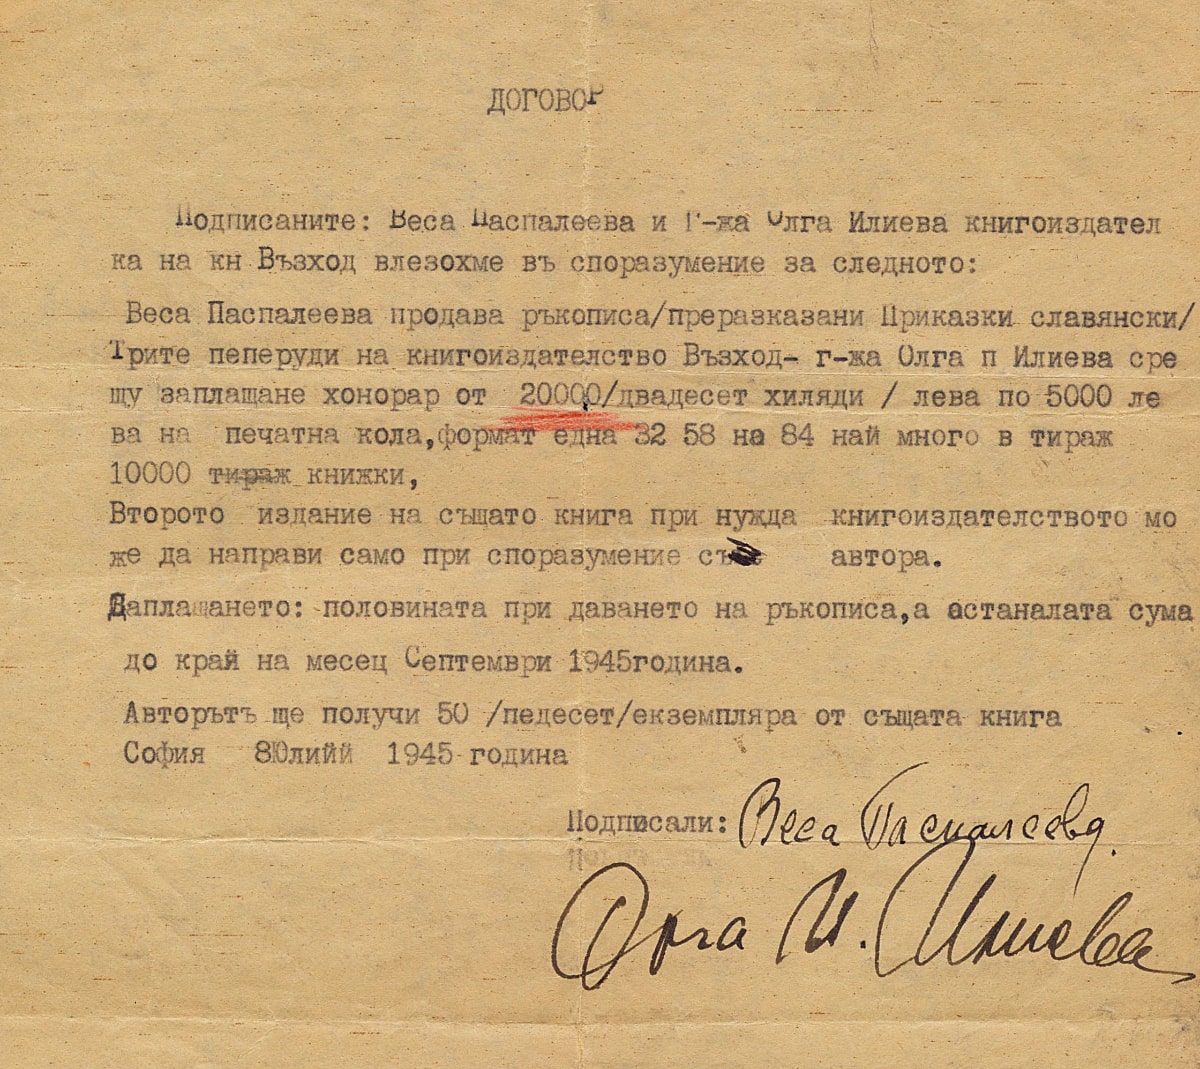 ДОГОВОР
Подписаните: Веса Паспалеева и Г-жа Олга Илиева книгоиздател
ка на кн Възход влезохме въ споразумение за следното:
Веса Паспалеева продава ръкописа/преразказани Приказки славянски/
Трите пеперуди на книгоиздателство Възход- г-жа Олга п Илиева сре
щу заплащане хонорар от 20000/двадесет хиляди / лева по 5000 ле
ва на печатна кола,формат една 32 58 на 84 най много в тираж
10000 тираж книжки,
Второто издание на същато книга при нужда книгоиздателството мо
же да направи само при споразумение със автора.
Заплащането: половината при даването на ръкописа,а останалата сума
до край на месец Септември 1945година.
Авторътъ ще получи 50 /педесет/екземпляра от същата книга
София 8Юлийй 1945 година
Подписали: Веса Паспалеева
Олга И. Илиева